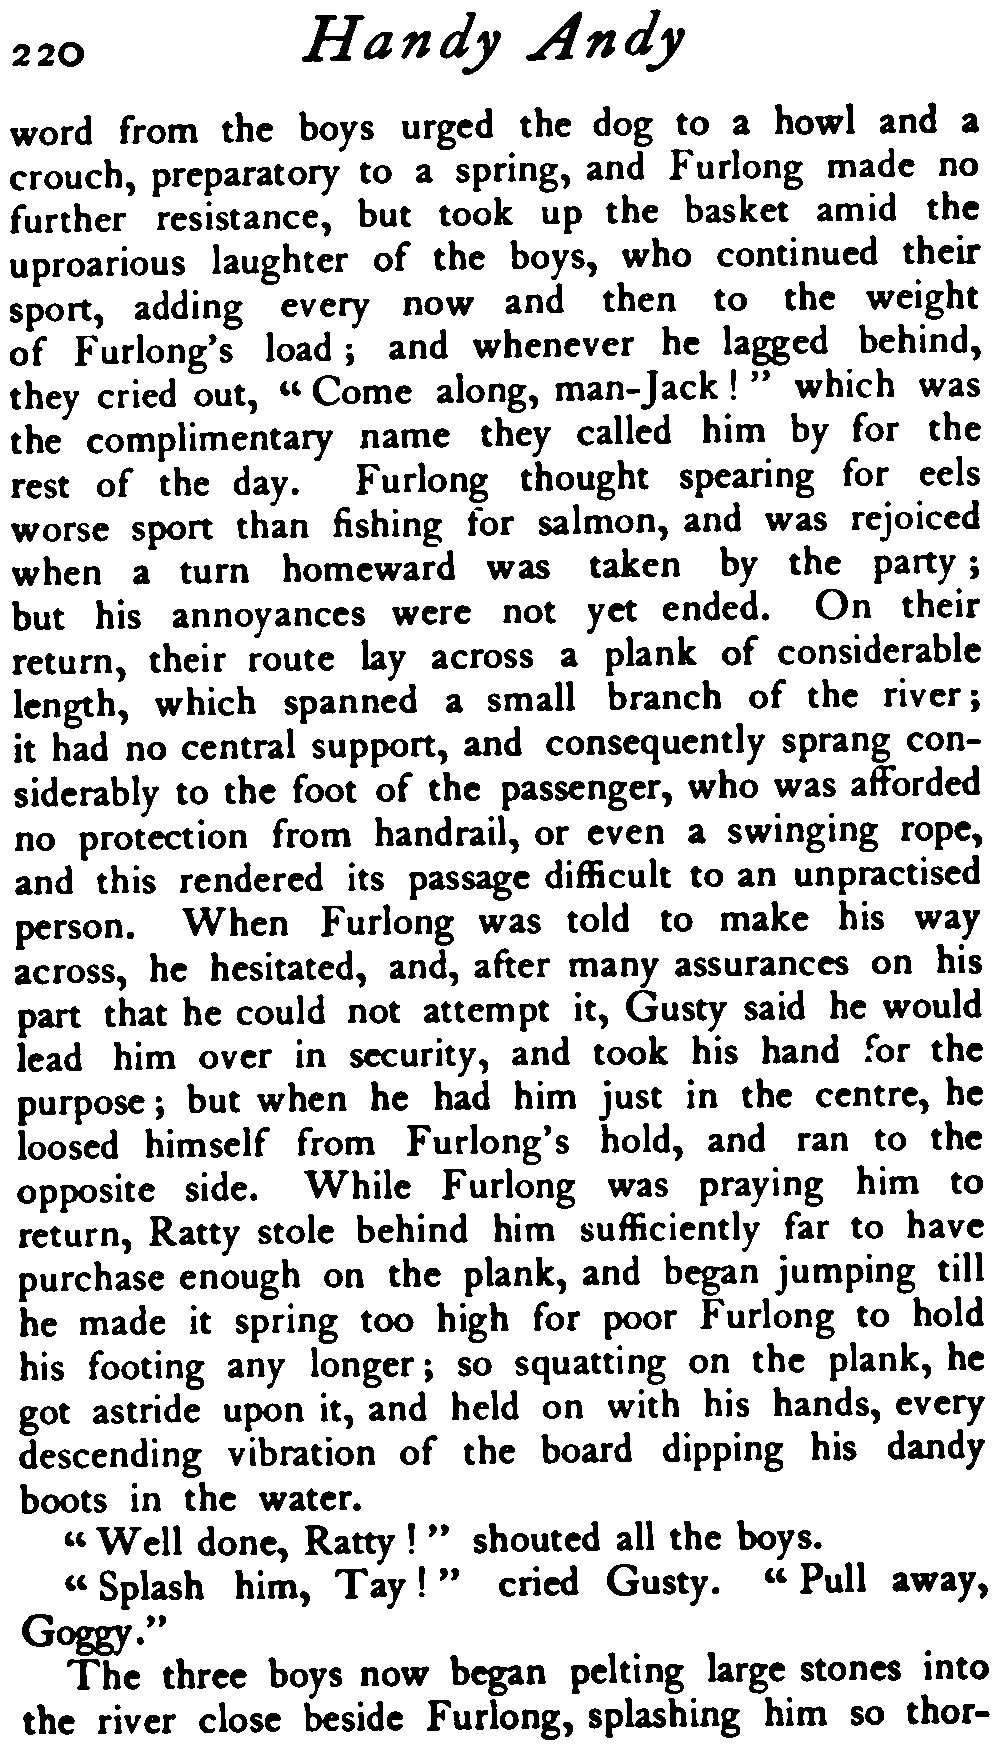 220 Handy Andy
word from the boys urged the dog to a howl and a
crouch, preparatory to a spring, and Furlong made no
further resistance, but took up the basket amid the
uproarious laughter of the boys, who continued their
sport, adding every now and then to the weight
of Furlong's load ; and whenever he lagged behind,
they cried out, “ Come along, man-Jack ! ” which was
the complimentary name they called him by for the
rest of the day. Furlong thought spearing for eels
worse sport than fishing for salmon, and was rejoiced
when a turn homeward was taken by the party ;
but his annoyances were not yet ended. On their
return, their route lay across a plank of considerable
length, which spanned a small branch of the river ;
it had no central support, and consequently sprang con-
siderably to the foot of the passenger, who was afforded
no protection from handrail, or even a swinging rope,
and this rendered its passage difficult to an unpractised
person. When Furlong was told to make his way
across, he hesitated, and, after many assurances on his
part that he could not attempt it, Gusty said he would
lead him over in security, and took his hand for the
purpose ; but when he had him just in the centre, he
loosed himself from Furlong's hold, and ran to the
opposite side. While Furlong was praying him to
return, Ratty stole behind him sufficiently far to have
purchase enough on the plank, and began jumping till
he made it spring too high for poor Furlong to hold
his footing any longer ; so squatting on the plank, he
got astride upon it, and held on with his hands, every
descending vibration of the board dipping his dandy
boots in the water.
“ Well done, Ratty ! ” shouted all the boys.
“ Splash him, Tay ! ” cried Gusty. “ Pull away,
Goggy.”
The three boys now began pelting large stones into
the river close beside Furlong, splashing him so thor-